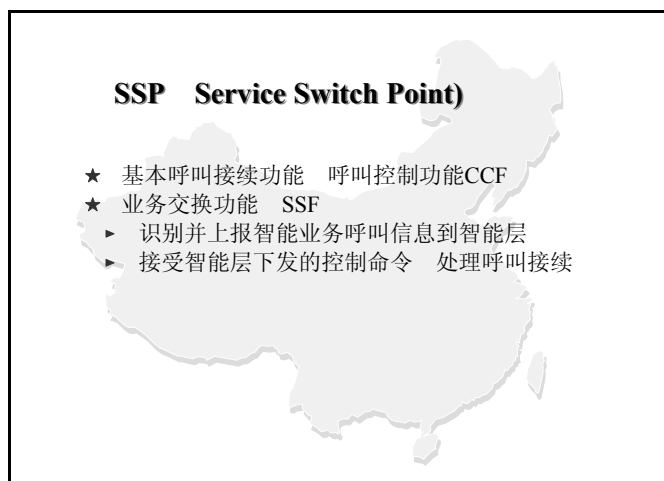 SSP Service Switch Point)
★ 基本呼叫接续功能 呼叫控制功能CCF
★ 业务交换功能 SSF
► 识别并上报智能业务呼叫信息到智能层
► 接受智能层下发的控制命令 处理呼叫接续